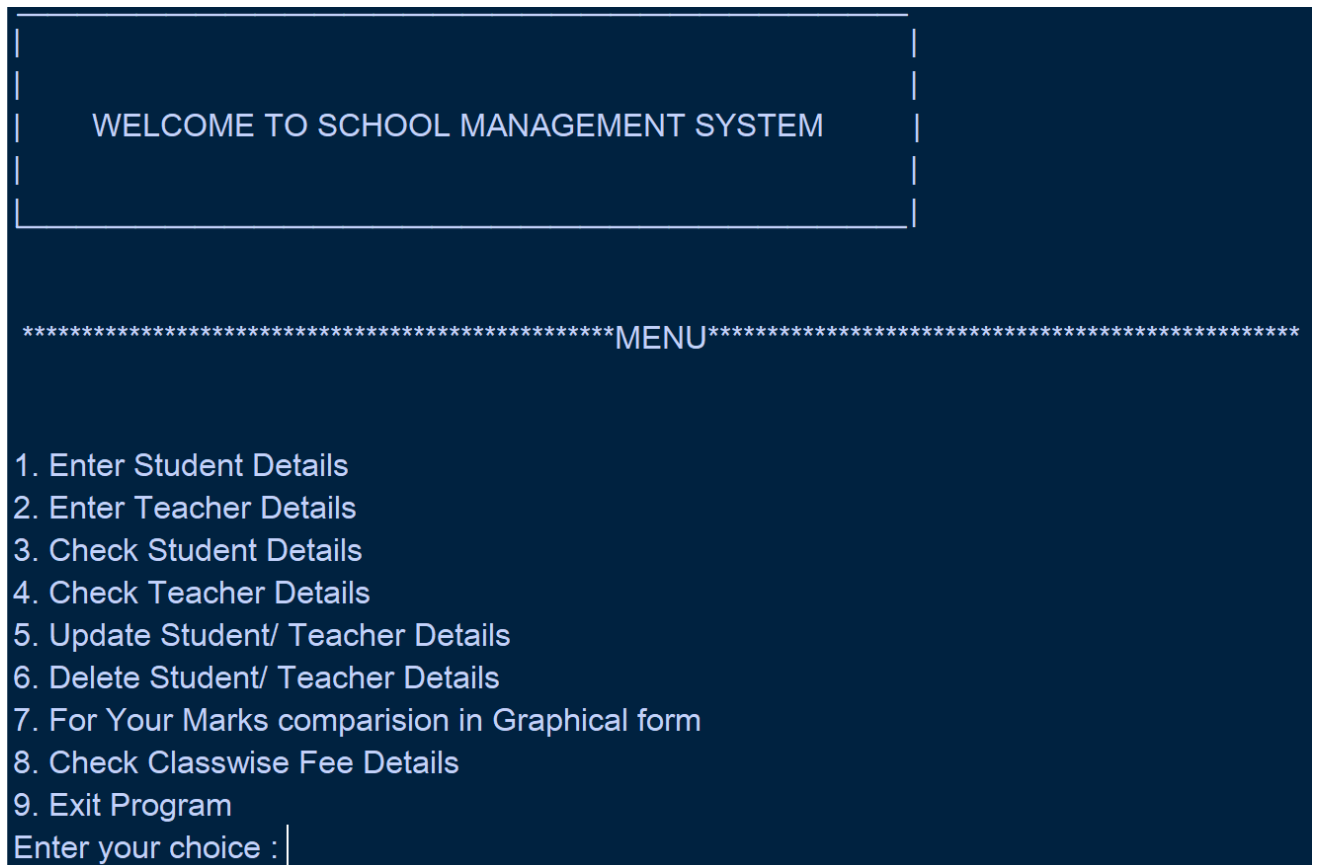 WELCOME TO SCHOOL MANAGEMENT SYSTEM
**************************************************MENU**************************************************
1. Enter Student Details
2. Enter Teacher Details
3. Check Student Details
4. Check Teacher Details
5. Update Student/ Teacher Details
6. Delete Student/ Teacher Details
7. For Your Marks comparision in Graphical form
8. Check Classwise Fee Details
9. Exit Program
Enter your choice :